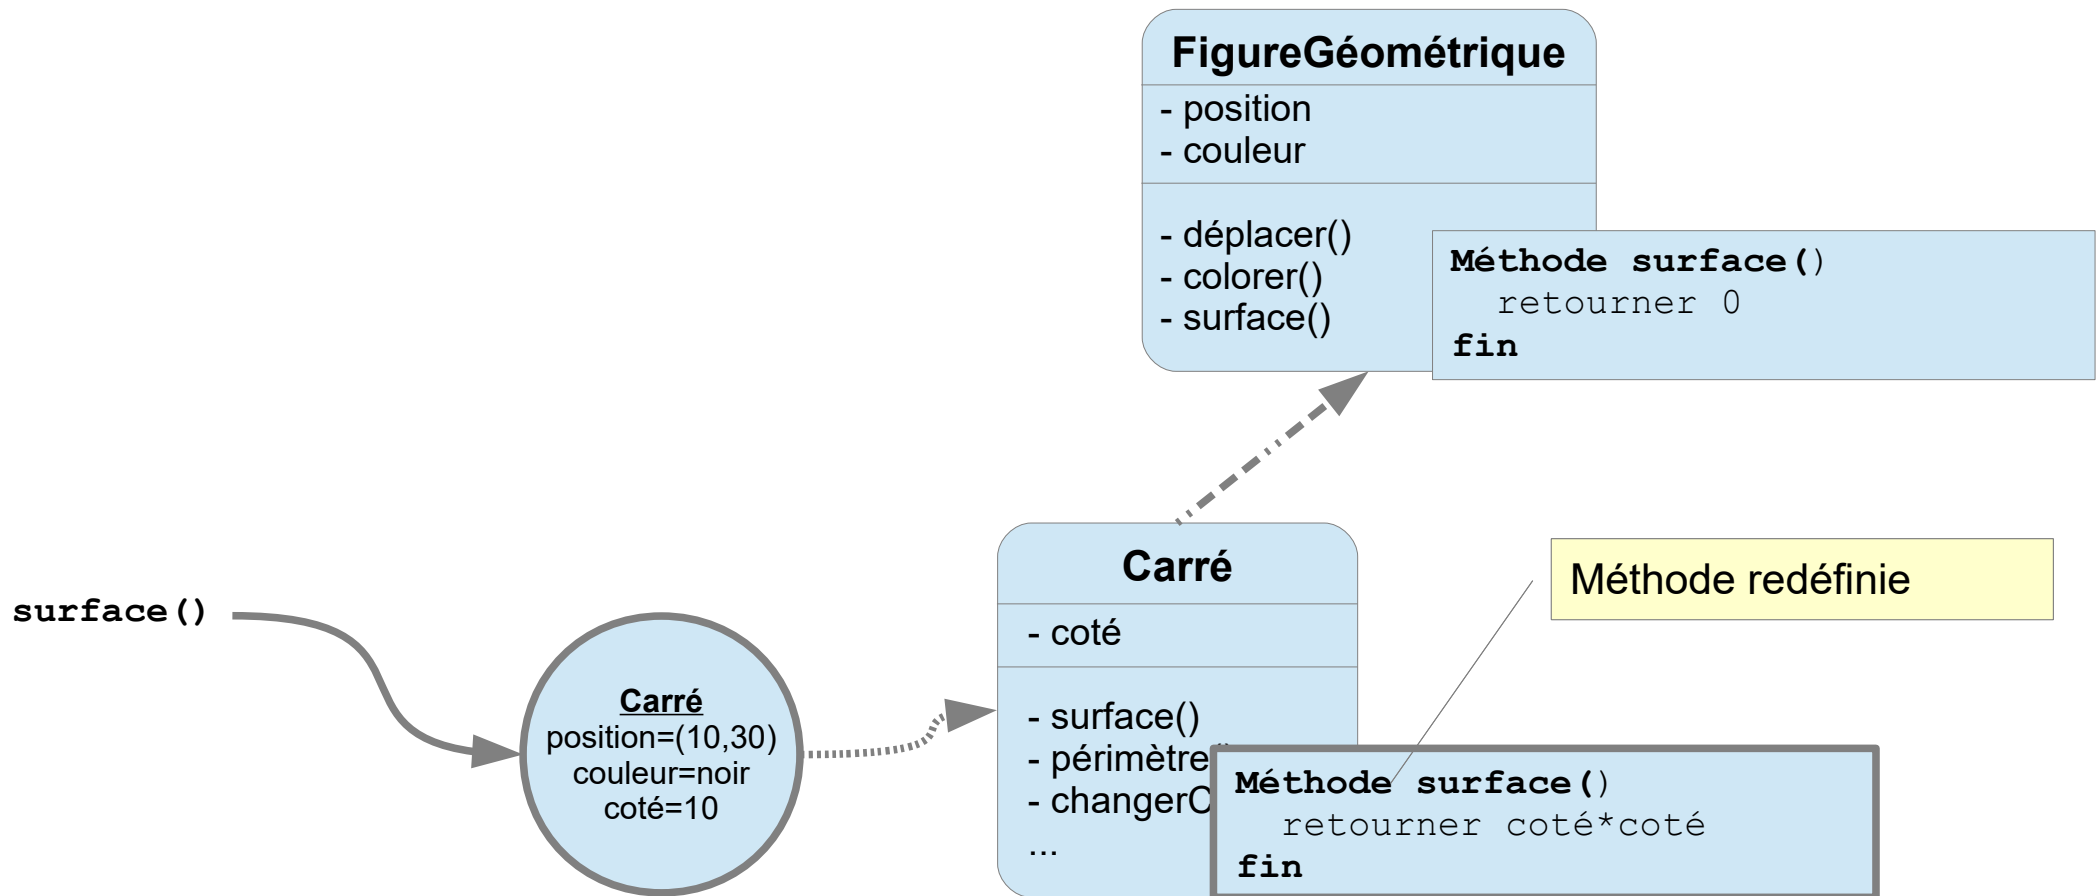 FigureGéométrique
- position
- couleur
- déplacer()
- colorer()
- surface()
Méthode surface()
retourner 0
fin
surface()
Carré
position=(10,30)
couleur=noir
coté=10
Carré
- coté
- surface()
- périmètre
- changerC
...
Méthode redéfinie
Méthode surface()
retourner coté*coté
fin